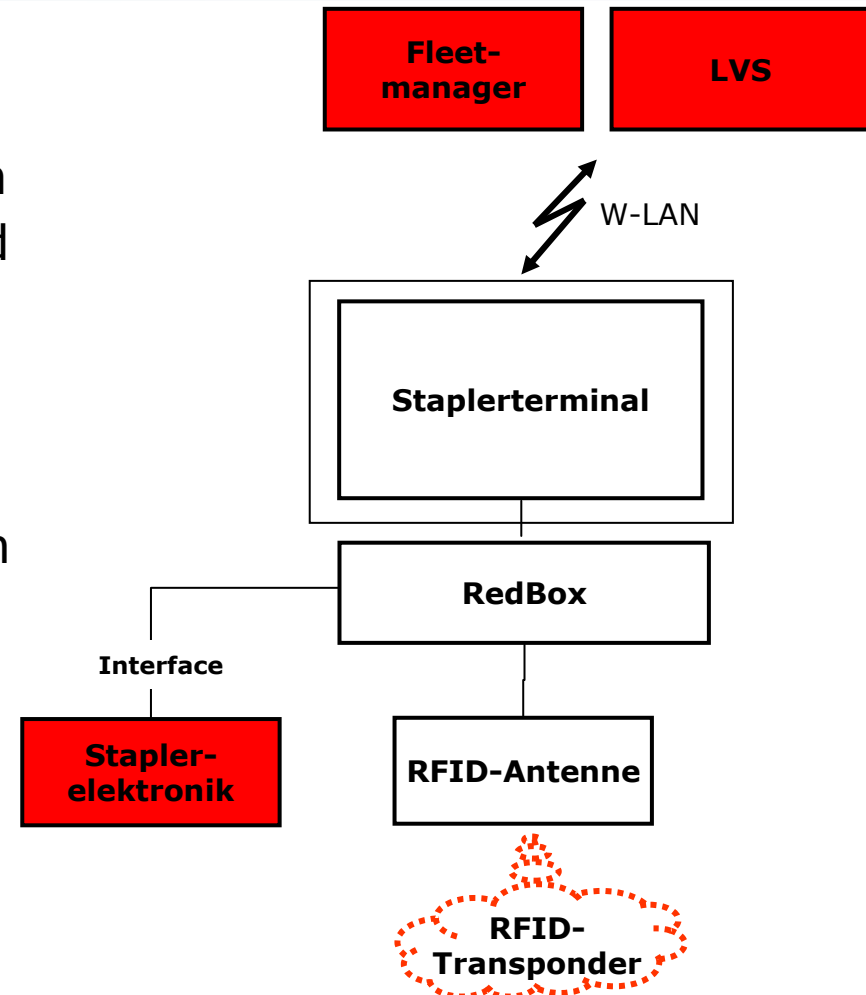 Fleet-
manager
LVS
W-LAN
Staplerterminal
RedBox
Interface
Stapler-
elektronik
RFID-Antenne
RFID-
Transponder